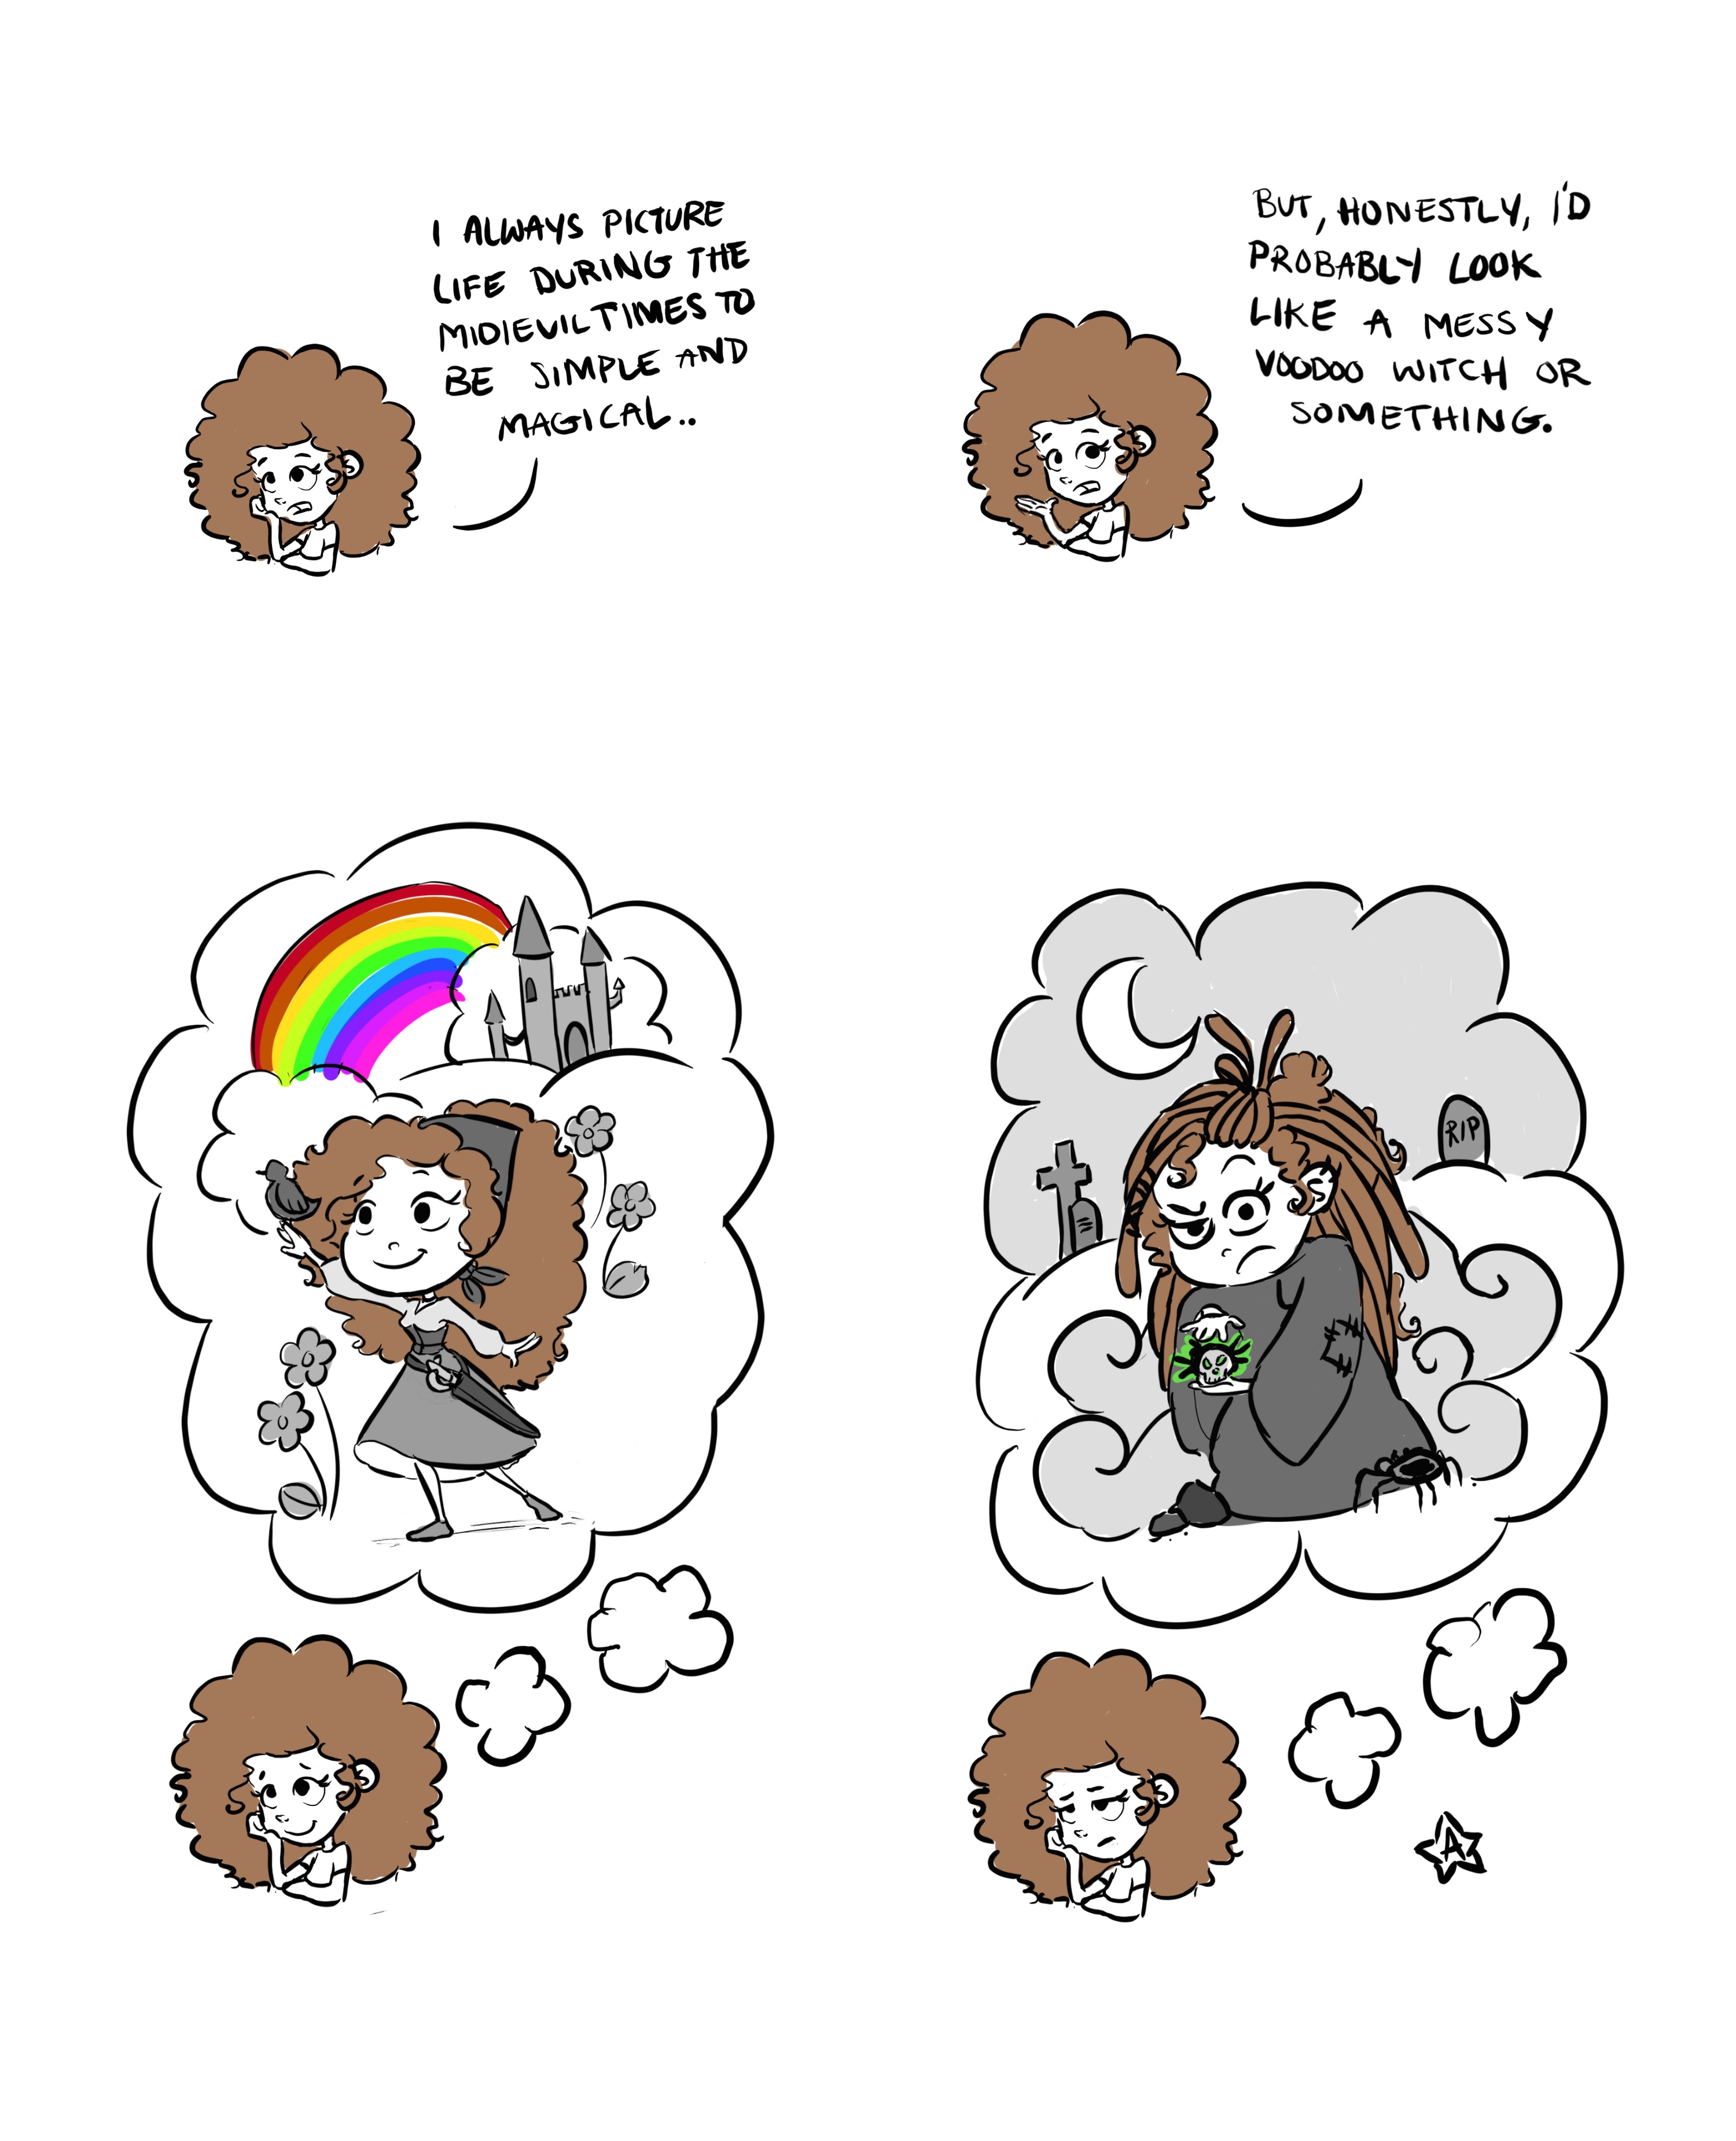 I ALWAYS PICTURE
LIFE DURING THE
MIDIEVIL TIMES TO
BE SIMPLE AND
MAGICAL..
BUT, HONESTLY, I'D
PROBABLY LOOK
LIKE A MESSY
VOODOO WITCH OR
SOMETHING.
RIP
A